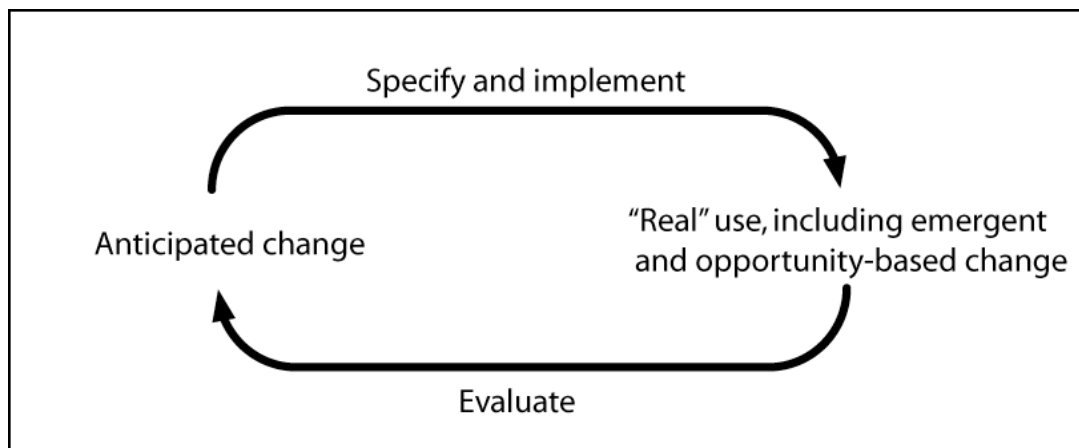 Specify and implement
Anticipated change
“Real” use, including emergent
and opportunity-based change
Evaluate